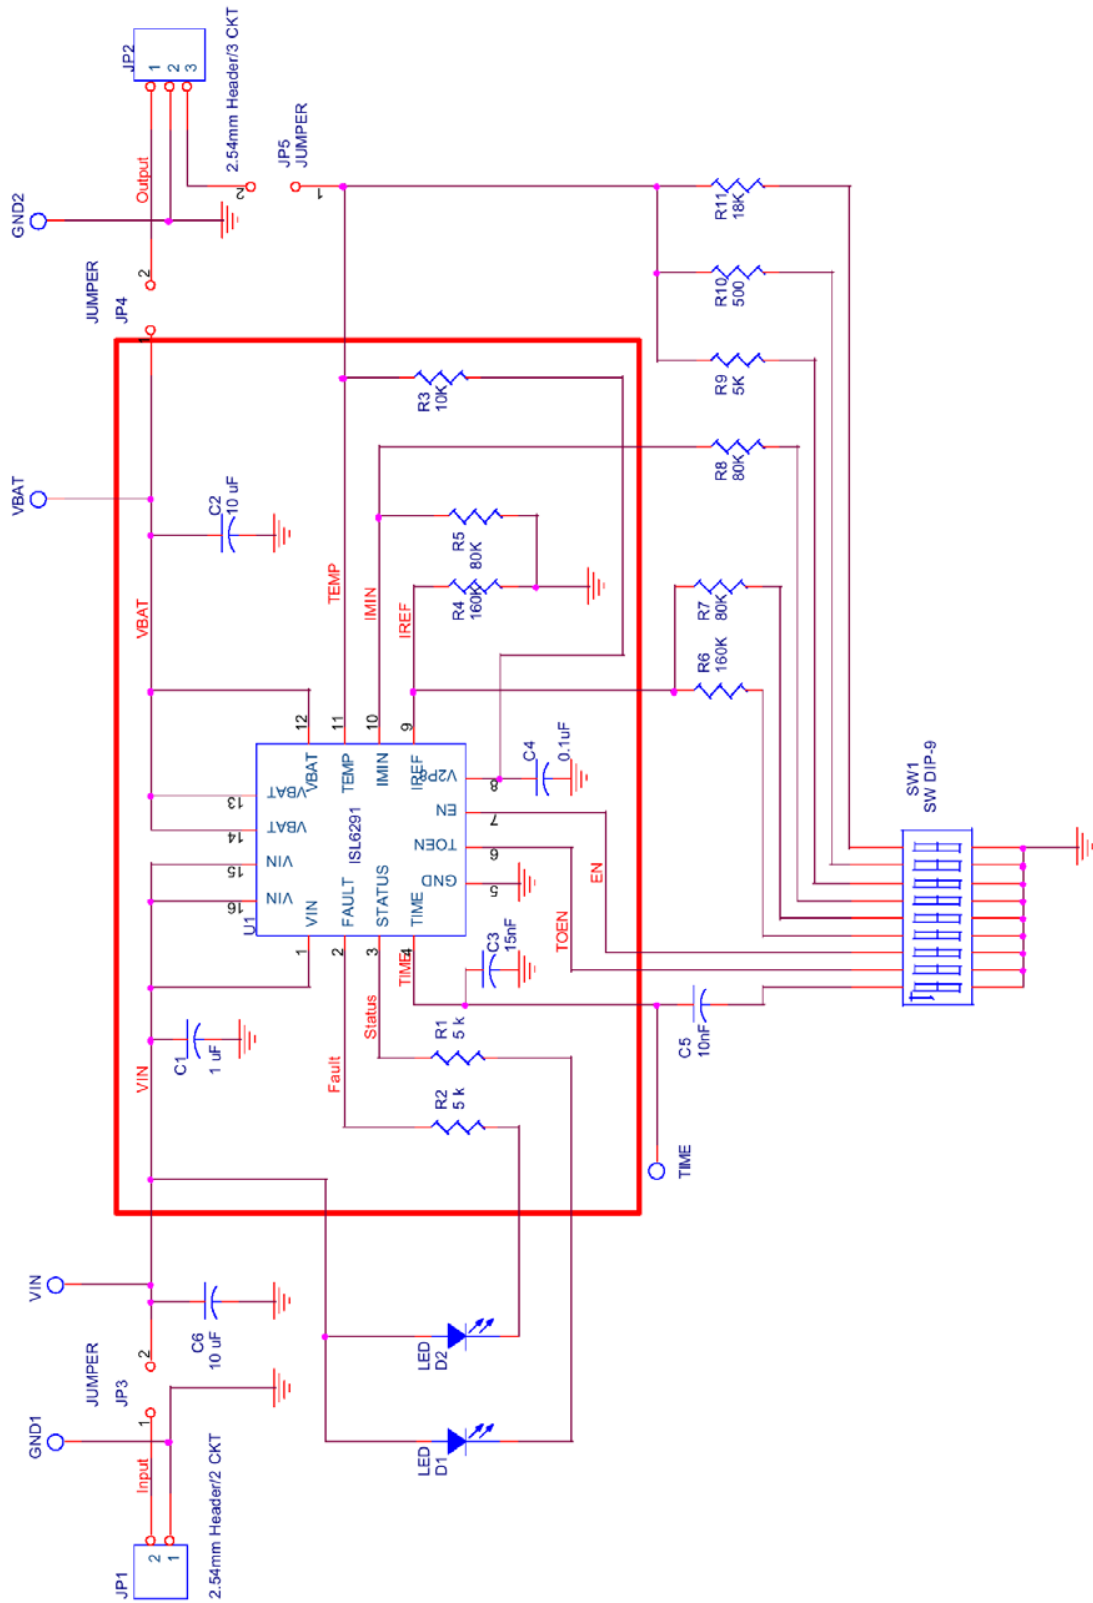 JP1
2
1
2.54mm Header/2 CKT
GND1
Input
1
JUMPER
JP3
2
VIN
C6
10 uF
LED
D1
LED
D2
VIN
C1
1 uF
Fault
Status
TIME
R2
5 k
R1
5 k
C3
15nF
TIME
C5
10nF
U1
ISL6291
1
VIN
2
FAULT
3
STATUS
4
TIME
5
GND
6
TOEN
7
EN
8
V2P8
9
IREF
10
IMIN
11
TEMP
12
VBAT
13
VBAT
14
VBAT
15
VIN
16
VIN
TOEN
EN
C4
0.1uF
VBAT
TEMP
IMIN
IREF
VBAT
C2
10 uF
R4
160K
R5
80K
R3
10K
R6
160K
R7
80K
R8
80K
R9
5K
R10
500
R11
18K
SW1
SW DIP-9
JUMPER
JP4
1
2
GND2
Output
JP2
1
2
3
2.54mm Header/3 CKT
JP5
JUMPER
2
1